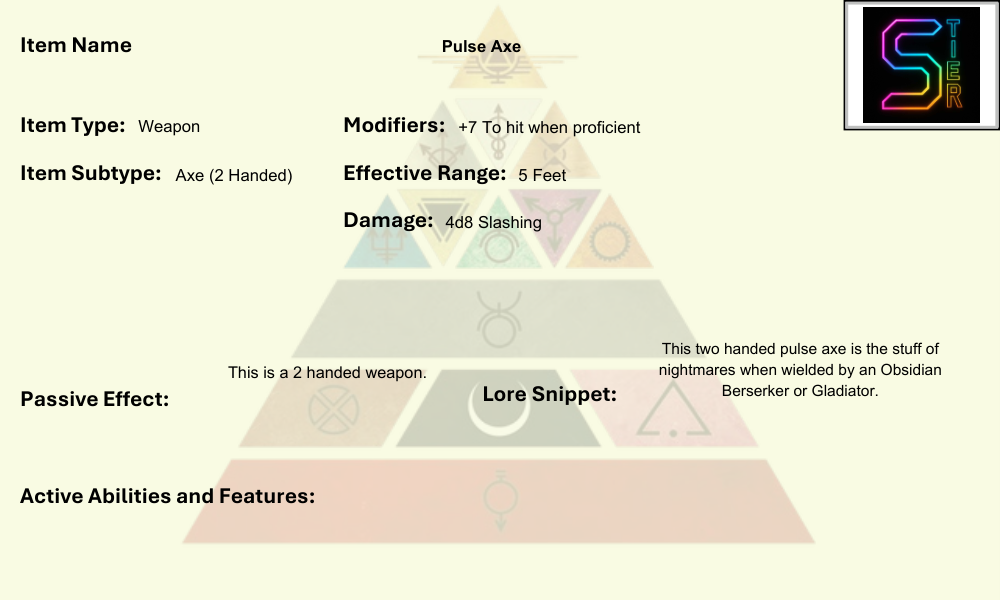 Item Name
Pulse Axe
S TIER
Item Type: Weapon
Modifiers: +7 To hit when proficient
Item Subtype: Axe (2 Handed)
Effective Range: 5 Feet
Damage: 4d8 Slashing
Passive Effect:
This is a 2 handed weapon.
Lore Snippet:
This two handed pulse axe is the stuff of
nightmares when wielded by an Obsidian
Berserker or Gladiator.
Active Abilities and Features: